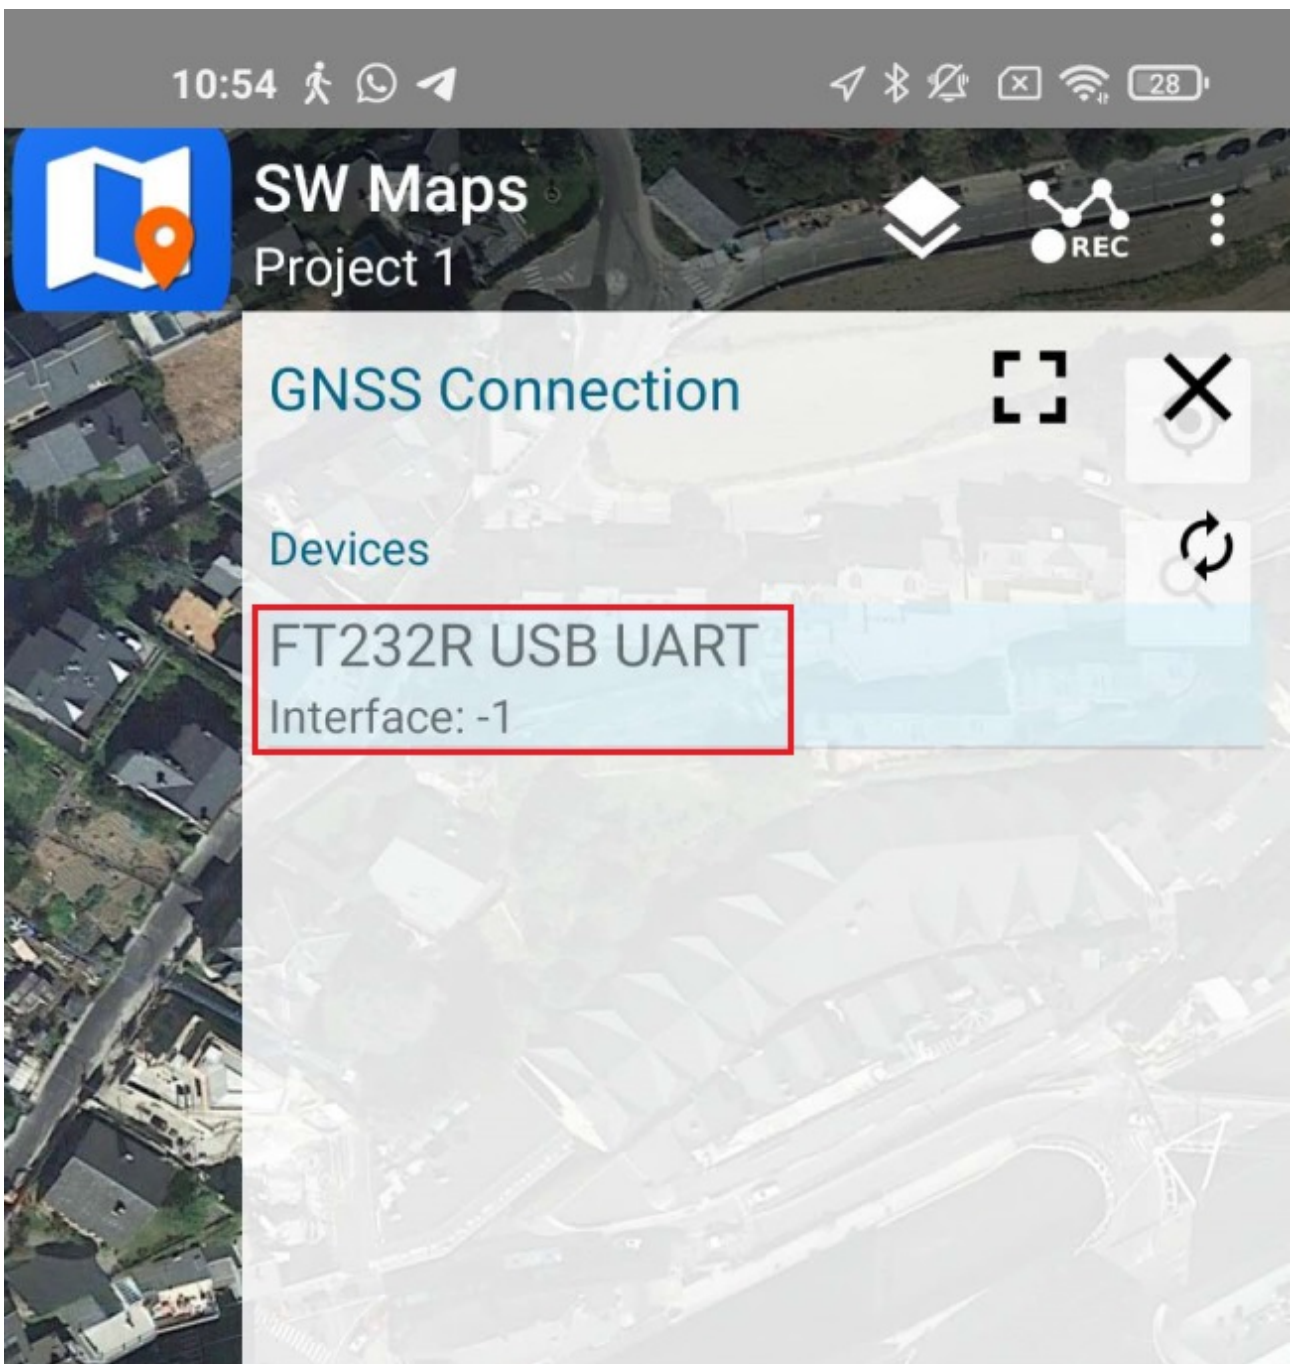 10:54
28
SW Maps
Project 1
REC
GNSS Connection
Devices
FT232R USB UART
Interface: -1